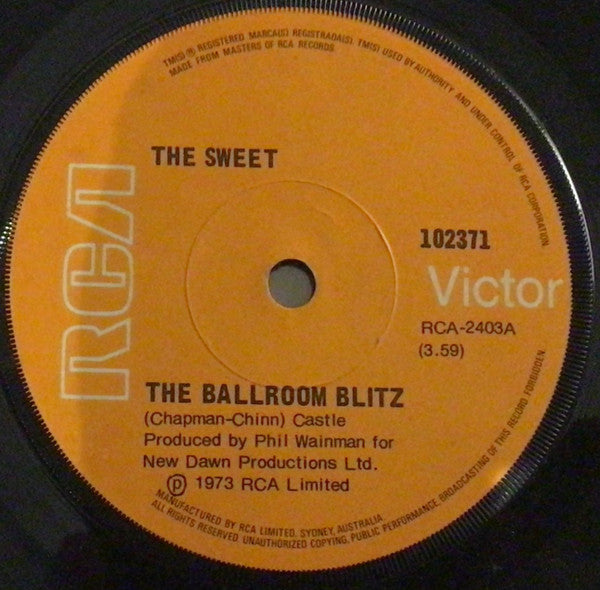 TM(S) ® REGISTERED MARCA(S) REGISTRADA(S). TM(S) USED BY AUTHORITY AND UNDER CONTROL OF RCA CORPORATION
MADE FROM MASTERS OF RCA RECORDS
THE SWEET
RCA
102371
Victor
RCA-2403A
(3.59)
THE BALLROOM BLITZ
(Chapman-Chinn) Castle
Produced by Phil Wainman for
New Dawn Productions Ltd.
℗ 1973 RCA Limited
MANUFACTURED BY RCA LIMITED, SYDNEY, AUSTRALIA
ALL RIGHTS RESERVED. UNAUTHORIZED COPYING, PUBLIC PERFORMANCE, BROADCASTING OF THIS RECORD FORBIDDEN